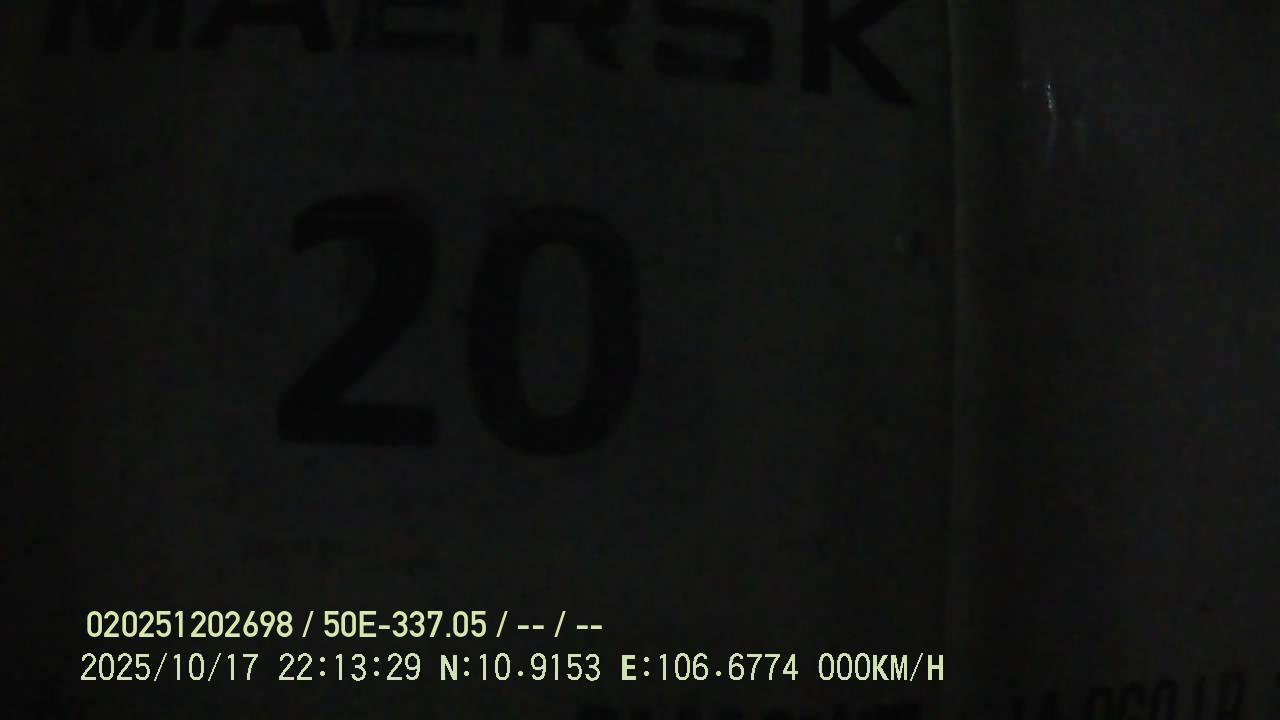 MAERSK
20
020251202698 / 50E-337.05 / -- / --
2025/10/17 22:13:29 N:10.9153 E:106.6774 000KM/H